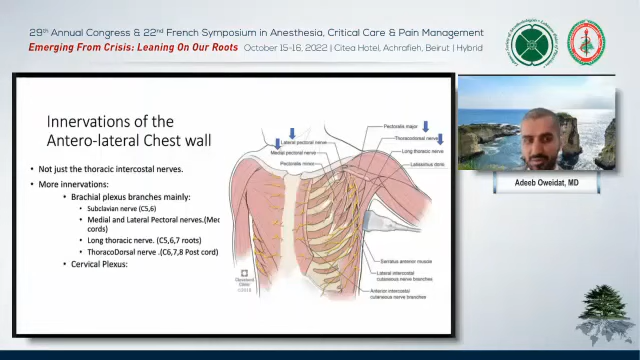 29th Annual Congress & 22nd French Symposium in Anesthesia, Critical Care & Pain Management
Emerging From Crisis: Leaning On Our Roots October 15-16, 2022 | Citea Hotel, Achrafieh, Beirut | Hybrid
Innervations of the
Antero-lateral Chest wall
• Not just the thoracic intercostal nerves.
• More innervations:
• Brachial plexus branches mainly:
• Subclavian nerve (C5,6)
• Medial and Lateral Pectoral nerves.(Med
cords)
• Long thoracic nerve. (C5,6,7 roots)
• ThoracoDorsal nerve .(C6,7,8 Post cord)
• Cervical Plexus:
Lateral pectoral nerve
Medial pectoral nerve
Pectoralis minor
Pectoralis major
Thoracodorsal nerve
Long thoracic nerve
Latissimus dorsi
Serratus anterior muscle
Lateral intercostal
cutaneous nerve branches
Anterior intercostal
cutaneous nerve branches
Cleveland
Clinic
Adeeb Oweidat, MD